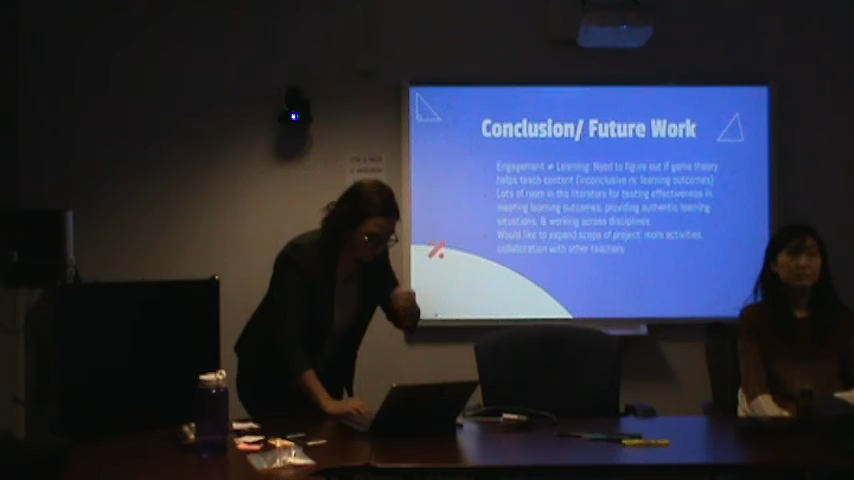 Conclusion/ Future Work
Engagement ≠ Learning: Need to figure out if game theory
helps teach content (inconclusive re: learning outcomes)
Lots of room in the literature for testing effectiveness in
meeting learning outcomes, providing authentic learning
situations, & working across disciplines.
Would like to expand scope of project: more activities,
collaboration with other teachers